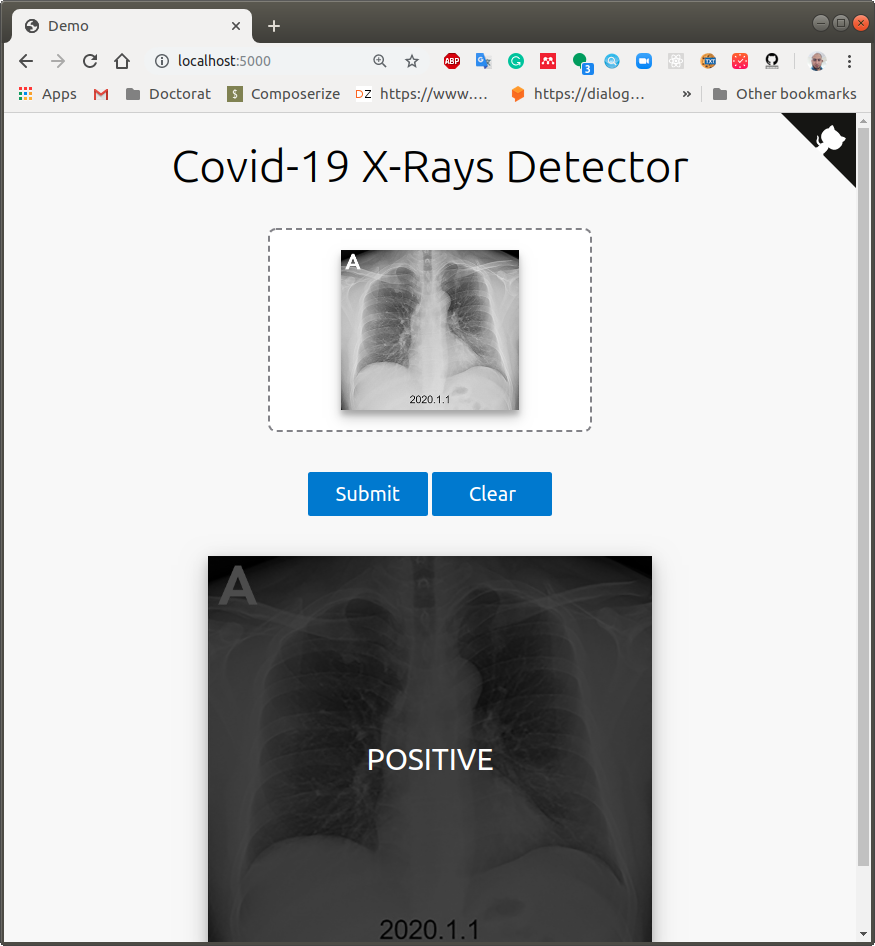 Demo
localhost:5000
ABP
3
TXT
Apps
Doctorat
$ Composerize
DZ https://www....
https://dialog...
» Other bookmarks
Covid-19 X-Rays Detector
A
2020.1.1
Submit Clear
A
POSITIVE
2020.1.1